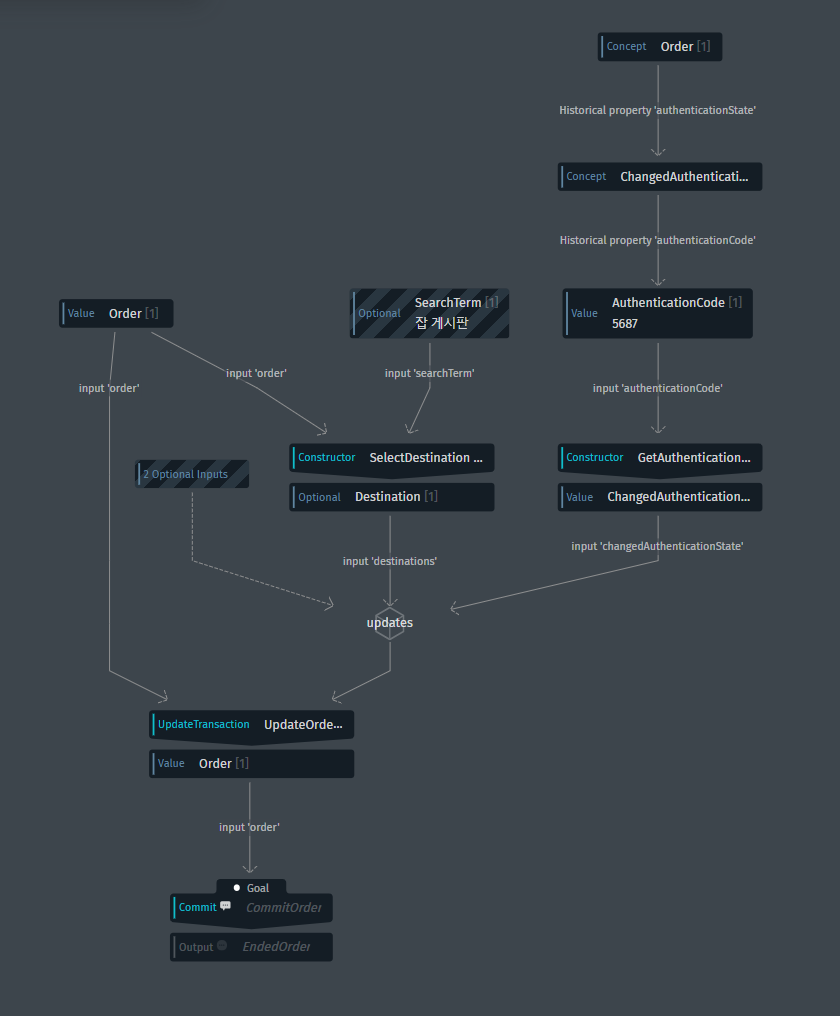 Concept Order [1]
Historical property 'authenticationState'
Concept ChangedAuthenticati...
Historical property 'authenticationCode'
Value Order [1]
Optional SearchTerm [1]
잡 게시판
Value AuthenticationCode [1]
5687
input 'order'
input 'order'
input 'searchTerm'
input 'authenticationCode'
2 Optional Inputs
Constructor SelectDestination ...
Optional Destination [1]
Constructor GetAuthentication...
Value ChangedAuthentication...
input 'destinations'
input 'changedAuthenticationState'
updates
UpdateTransaction UpdateOrde...
Value Order [1]
input 'order'
Goal
Commit CommitOrder
Output EndedOrder